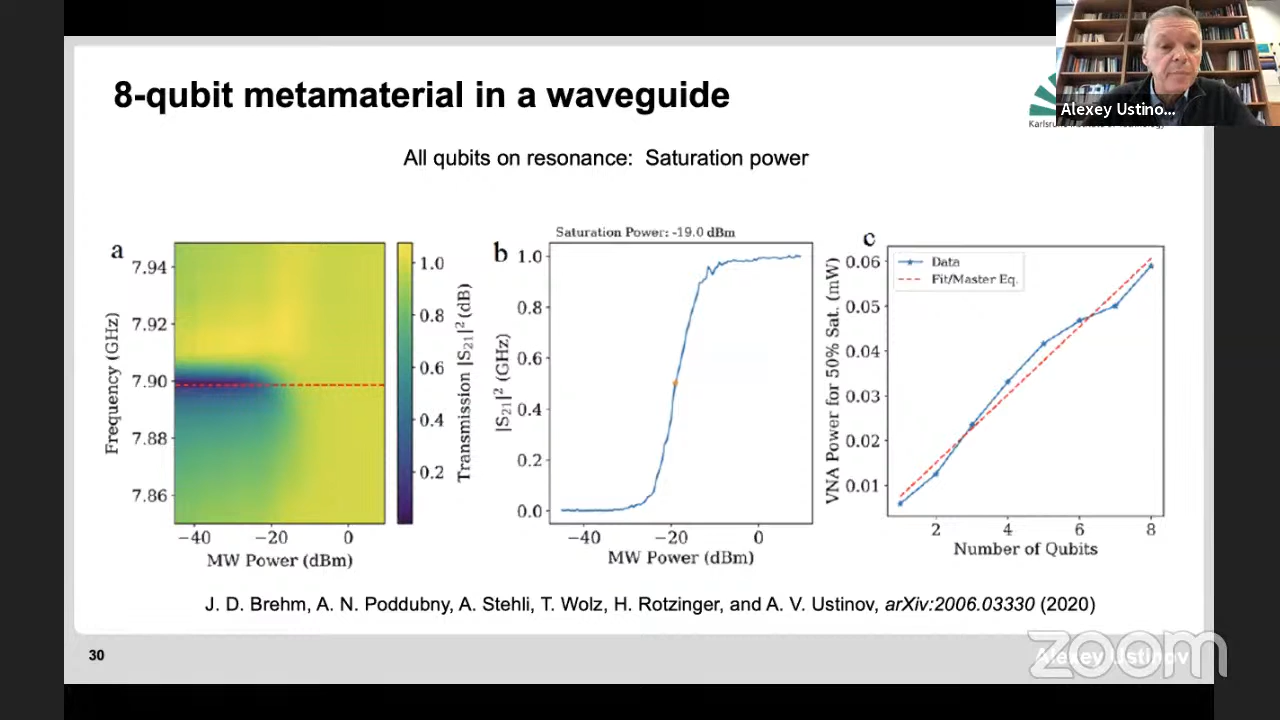 8-qubit metamaterial in a waveguide
Alexey Ustino...
All qubits on resonance: Saturation power
a
7.94
7.92
7.90
7.88
7.86
Frequency (GHz)
−40 −20 0
MW Power (dBm)
1.0
0.8
0.6
0.4
0.2
Transmission |S21|² (dB)
b
Saturation Power: -19.0 dBm
1.0
0.8
0.6
0.4
0.2
0.0
|S21|² (GHz)
−40 −20 0
MW Power (dBm)
c
Data
Fit/Master Eq.
0.06
0.05
0.04
0.03
0.02
0.01
VNA Power for 50% Sat. (mW)
2 4 6 8
Number of Qubits
J. D. Brehm, A. N. Poddubny, A. Stehli, T. Wolz, H. Rotzinger, and A. V. Ustinov, arXiv:2006.03330 (2020)
30
Alexey Ustinov
zoom